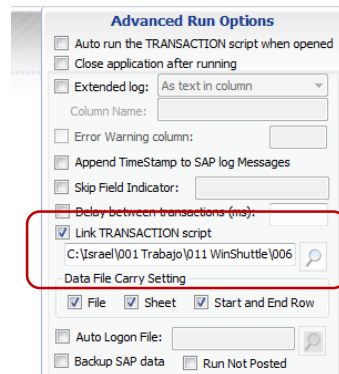 Advanced Run Options
Auto run the TRANSACTION script when opened
Close application after running
Extended log: As text in column
Column Name:
Error Warning column:
Append TimeStamp to SAP log Messages
Skip Field Indicator:
Delay between transactions (ms):
Link TRANSACTION script
C:\Israel\001 Trabajo\011 WinShuttle\006
Data File Carry Setting
File Sheet Start and End Row
Auto Logon File:
Backup SAP data Run Not Posted